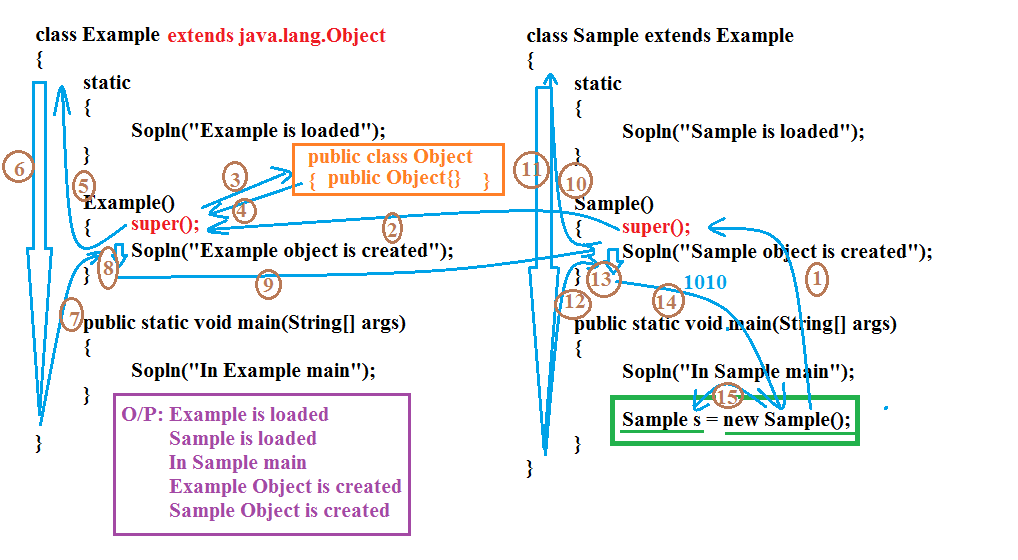 class Example extends java.lang.Object
{
static
{
Sopln("Example is loaded");
}
Example()
{ super();
Sopln("Example object is created");
}
public static void main(String[] args)
{
Sopln("In Example main");
}
}
public class Object
{ public Object{} }
class Sample extends Example
{
static
{
Sopln("Sample is loaded");
}
Sample()
{ super();
Sopln("Sample object is created");
}
public static void main(String[] args)
{
Sopln("In Sample main");
Sample s = new Sample();
}
}
O/P: Example is loaded
Sample is loaded
In Sample main
Example Object is created
Sample Object is created
1
2
3
4
5
6
7
8
9
10
11
12
13
1010
14
15